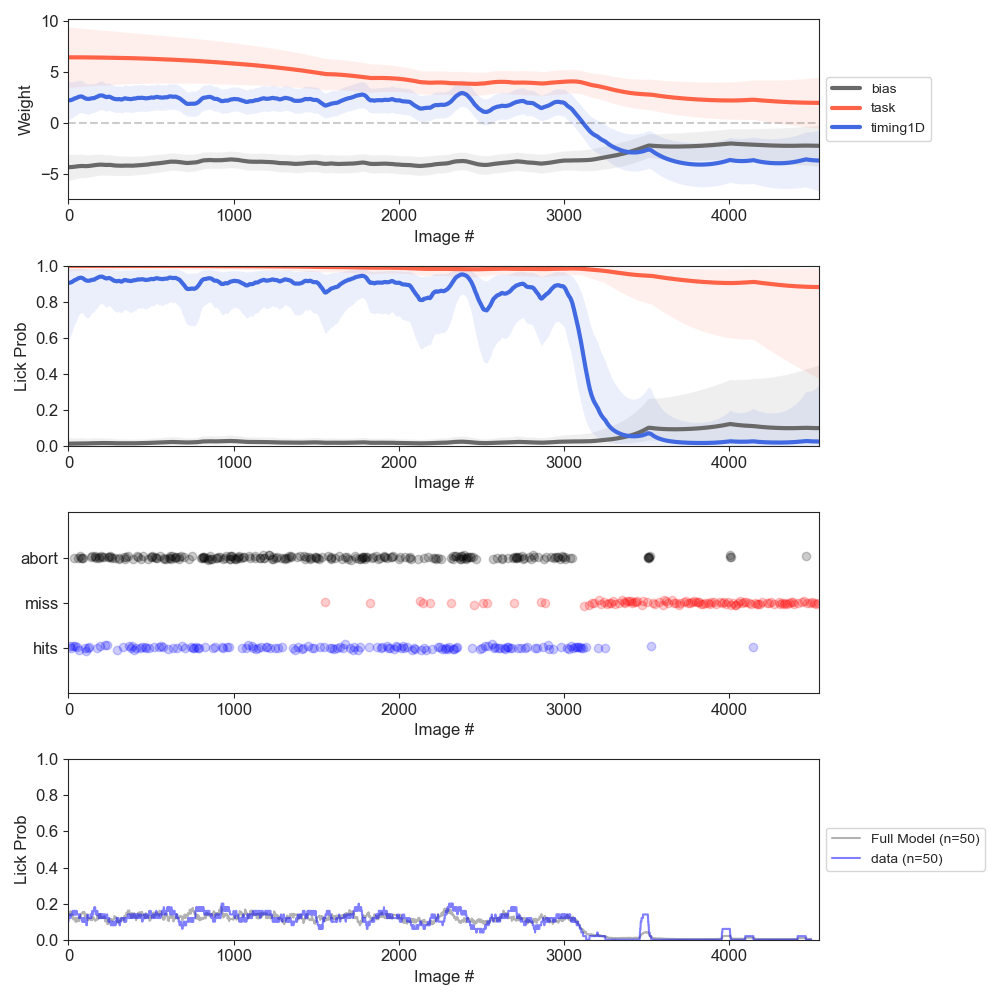 10
5
0
−5
Weight
0 1000 2000 3000 4000
Image #
bias
task
timing1D
1.0
0.8
0.6
0.4
0.2
0.0
Lick Prob
0 1000 2000 3000 4000
Image #
abort
miss
hits
0 1000 2000 3000 4000
Image #
1.0
0.8
0.6
0.4
0.2
0.0
Lick Prob
0 1000 2000 3000 4000
Image #
Full Model (n=50)
data (n=50)